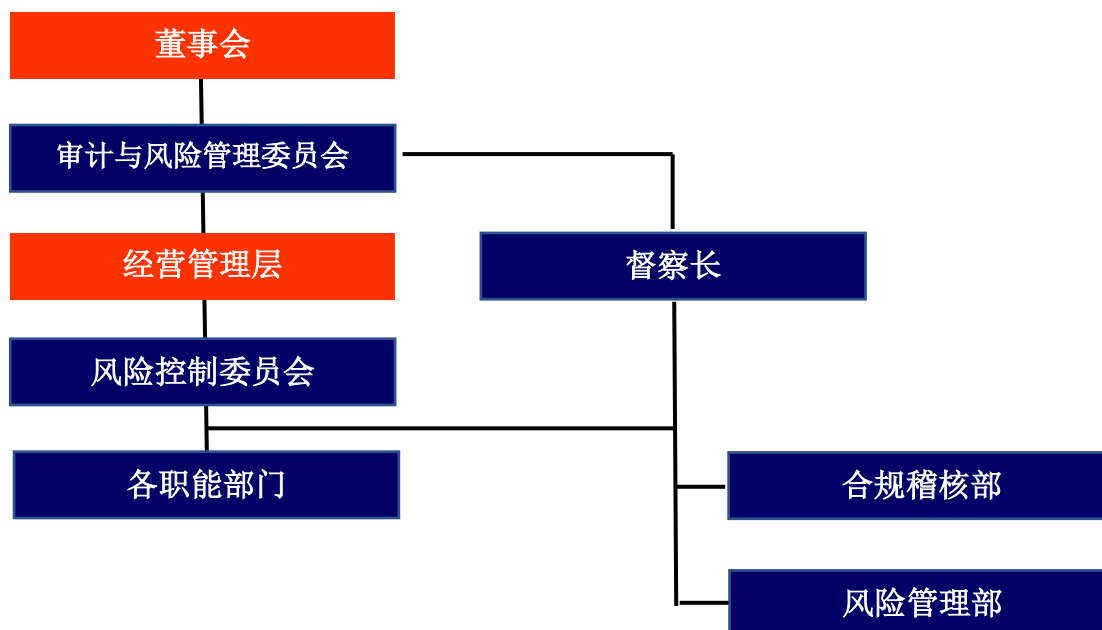 董事会
审计与风险管理委员会
经营管理层
督察长
风险控制委员会
各职能部门
合规稽核部
风险管理部